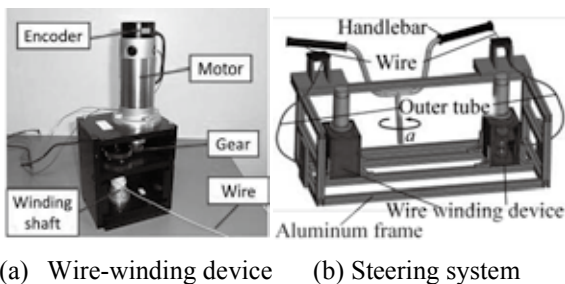 Encoder
Motor
Gear
Winding
shaft
Wire
Handlebar
Wire
Outer tube
a
Wire winding device
Aluminum frame
(a) Wire-winding device (b) Steering system